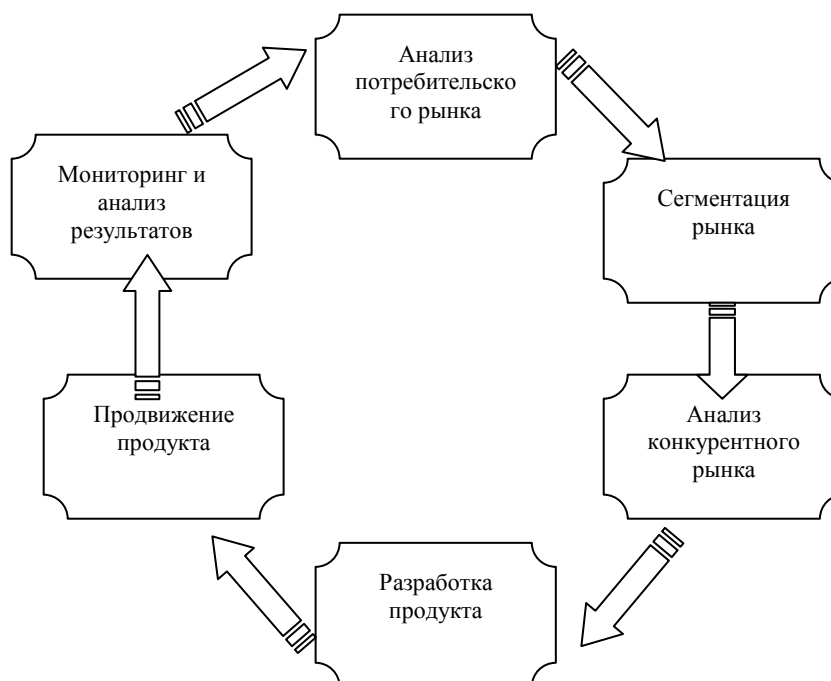 Анализ
потребительско
го рынка
Сегментация
рынка
Анализ
конкурентного
рынка
Разработка
продукта
Продвижение
продукта
Мониторинг и
анализ
результатов